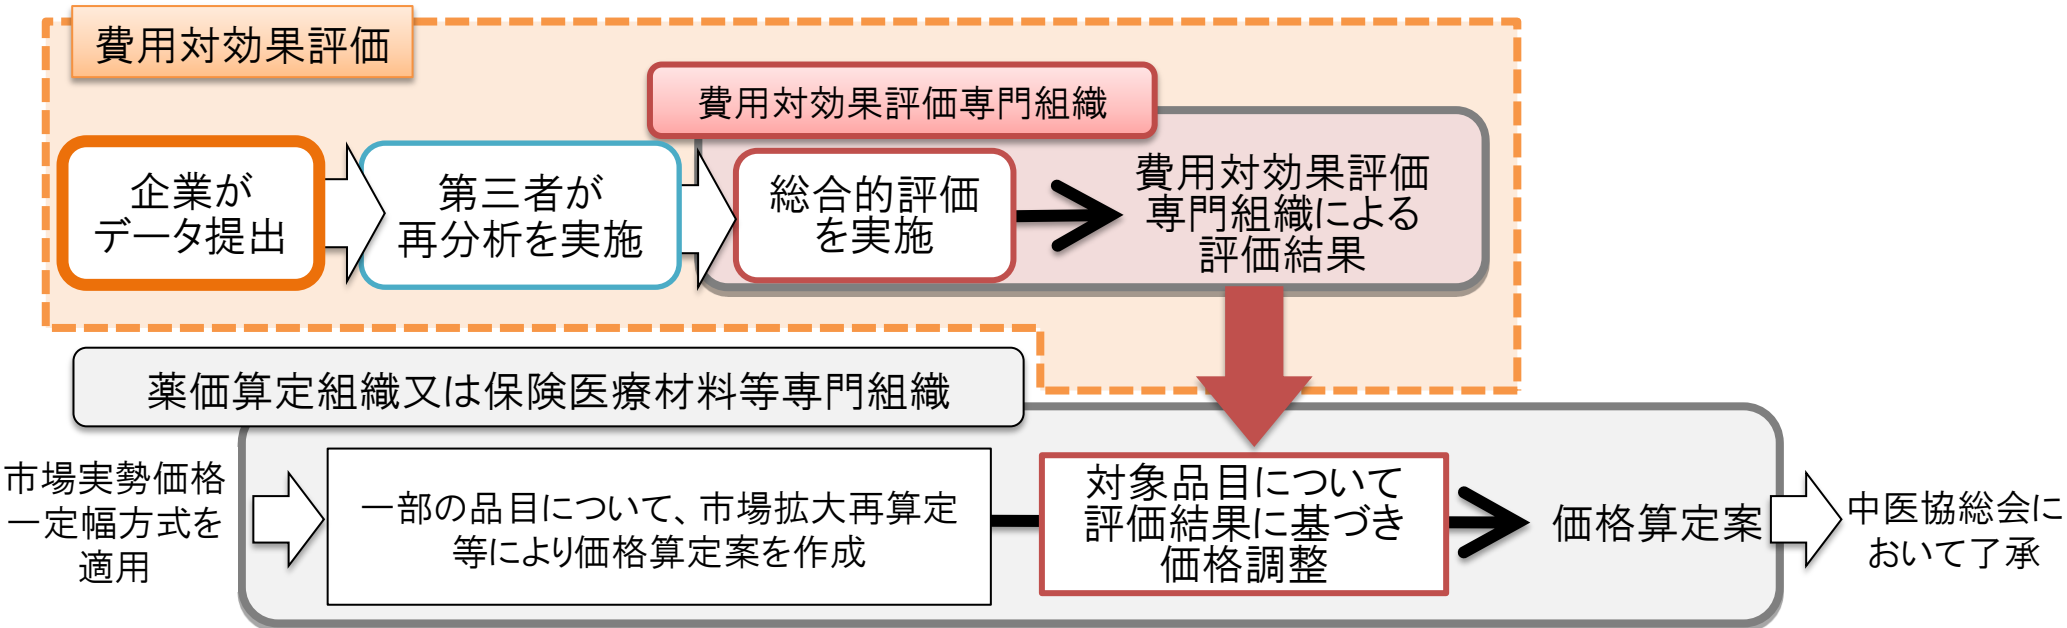 費用対効果評価
費用対効果評価専門組織
企業が
データ提出
第三者が
再分析を実施
総合的評価
を実施
費用対効果評価
専門組織による
評価結果
薬価算定組織又は保険医療材料等専門組織
市場実勢価格
一定幅方式を
適用
一部の品目について、市場拡大再算定
等により価格算定案を作成
対象品目について
評価結果に基づき
価格調整
価格算定案
中医協総会に
おいて了承